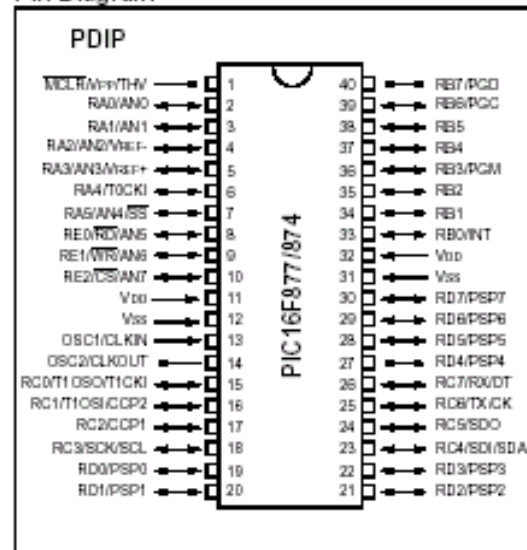 Pin Diagram
PDIP
MCLR/VPP/THV 1 40 RB7/PGD
RA0/AN0 2 39 RB6/PGC
RA1/AN1 3 38 RB5
RA2/AN2/VREF- 4 37 RB4
RA3/AN3/VREF+ 5 36 RB3/PGM
RA4/T0CKI 6 35 RB2
RA5/AN4/SS 7 34 RB1
RE0/RD/AN5 8 33 RB0/INT
RE1/WR/AN6 9 32 VDD
RE2/CS/AN7 10 31 VSS
VDD 11 30 RD7/PSP7
VSS 12 29 RD6/PSP6
OSC1/CLKIN 13 28 RD5/PSP5
OSC2/CLKOUT 14 27 RD4/PSP4
RC0/T1OSO/T1CKI 15 26 RC7/RX/DT
RC1/T1OSI/CCP2 16 25 RC6/TX/CK
RC2/CCP1 17 24 RC5/SDO
RC3/SCK/SCL 18 23 RC4/SDI/SDA
RD0/PSP0 19 22 RD3/PSP3
RD1/PSP1 20 21 RD2/PSP2
PIC16F877/874